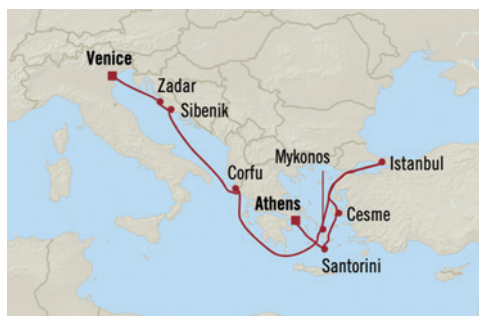 Venice
Zadar
Sibenik
Mykonos
Istanbul
Corfu
Athens
Cesme
Santorini